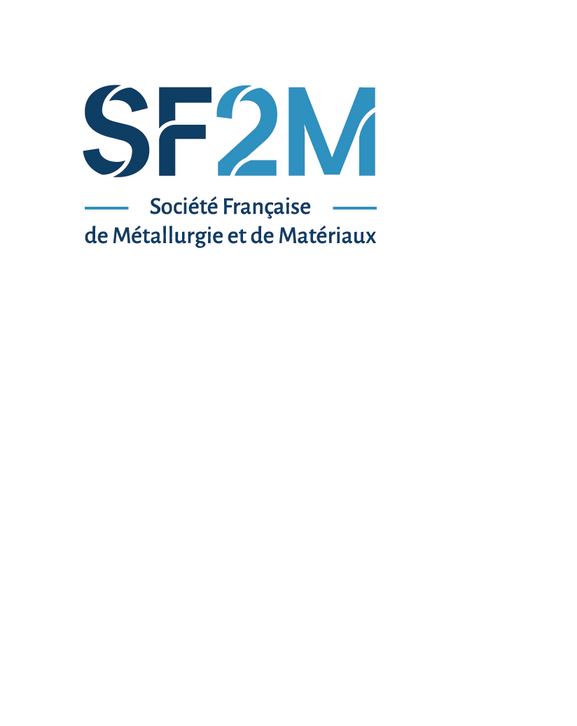 SF2M
Société Française
de Métallurgie et de Matériaux